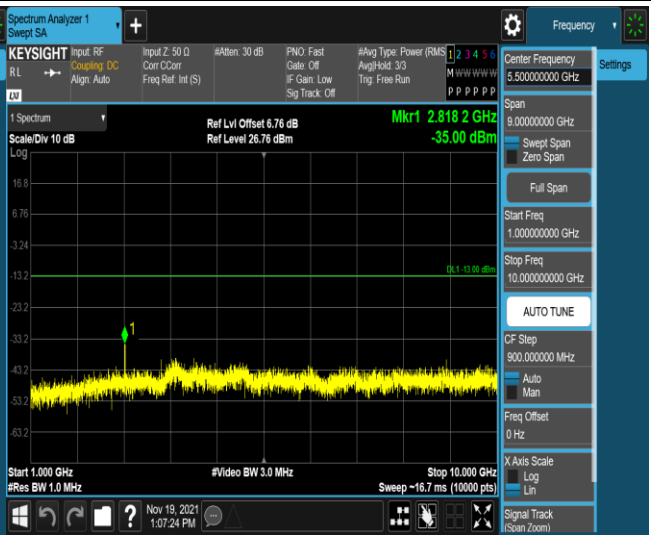 Spectrum Analyzer 1
Swept SA
+
Frequency
KEYSIGHT
Input: RF
Coupling: DC
Align: Auto
Input Z: 50 Ω
Corr CCorr
Freq Ref: Int (S)
#Atten: 30 dB
PNO: Fast
Gate: Off
IF Gain: Low
Sig Track: Off
#Avg Type: Power (RMS
Avg|Hold: 3/3
Trig: Free Run
1 2 3 4 5 6
M W W W W W
P P P P P P
RL
LXI
1 Spectrum
Scale/Div 10 dB
Log
Ref Lvl Offset 6.76 dB
Ref Level 26.76 dBm
Mkr1 2.818 2 GHz
-35.00 dBm
16.8
6.76
-3.24
-13.2
DL1 -13.00 dBm
-23.2
-33.2
1
-43.2
-53.2
-63.2
Start 1.000 GHz
#Res BW 1.0 MHz
#Video BW 3.0 MHz
Stop 10.000 GHz
Sweep ~16.7 ms (10000 pts)
?
Nov 19, 2021
1:07:24 PM
Center Frequency
5.500000000 GHz
Settings
Span
9.00000000 GHz
Swept Span
Zero Span
Full Span
Start Freq
1.000000000 GHz
Stop Freq
10.000000000 GHz
AUTO TUNE
CF Step
900.000000 MHz
Auto
Man
Freq Offset
0 Hz
X Axis Scale
Log
Lin
Signal Track
(Span Zoom)